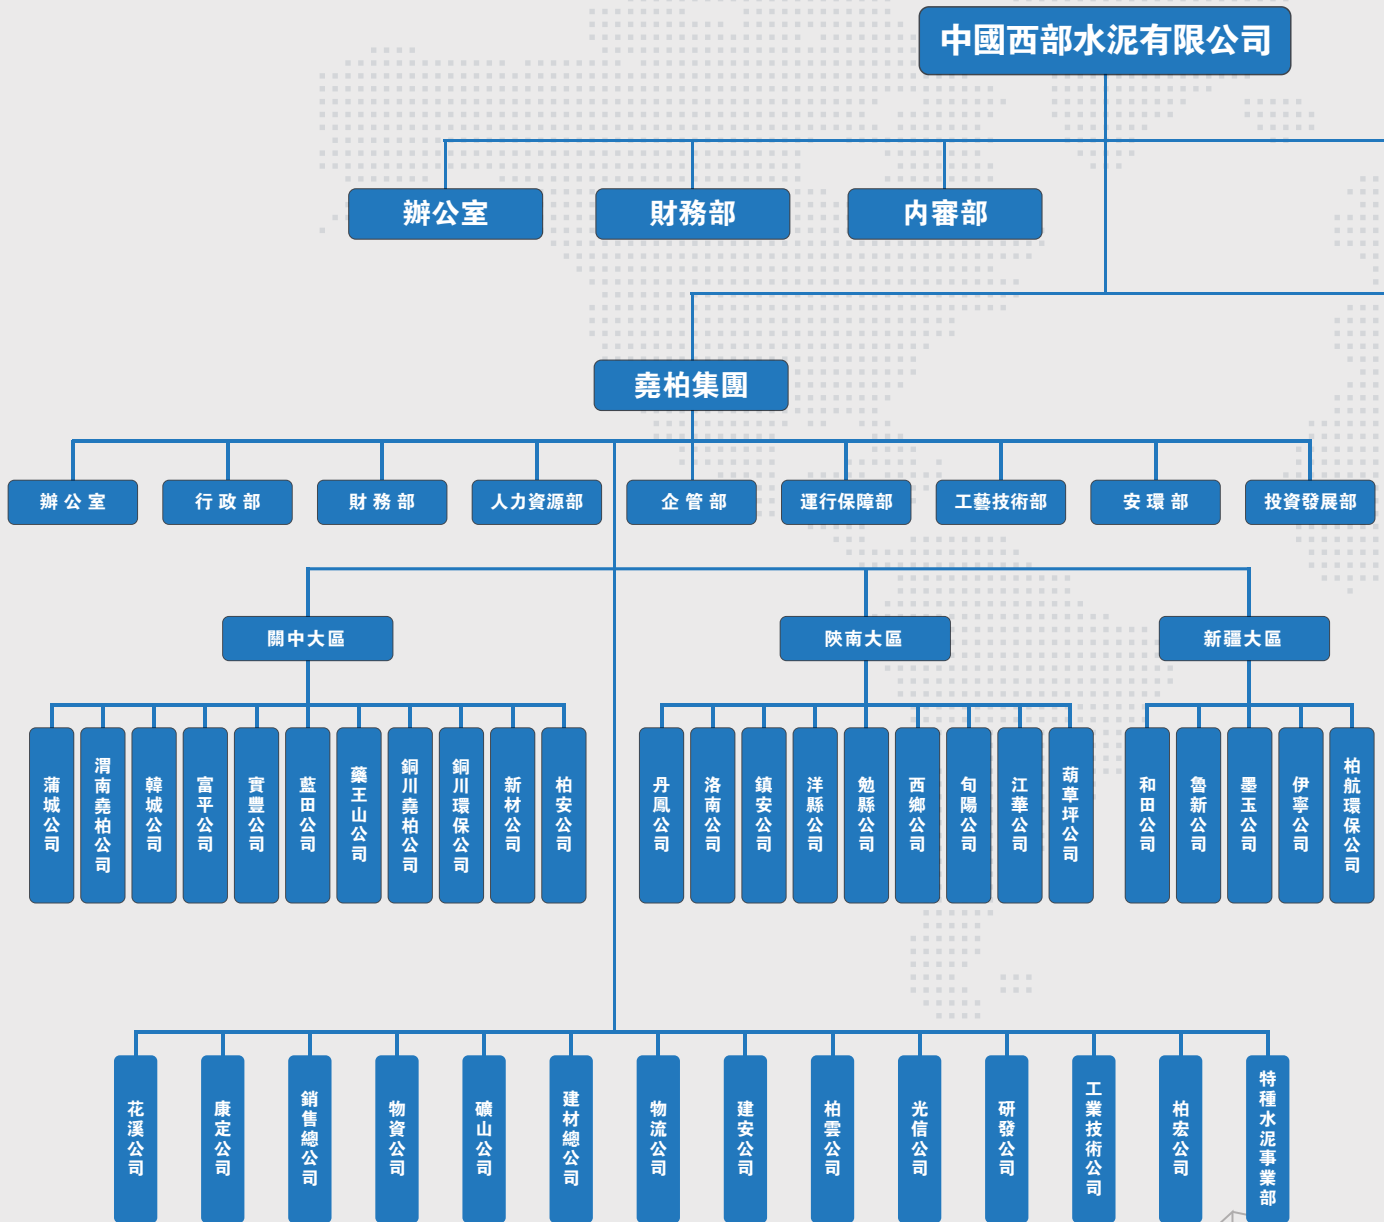 中國西部水泥有限公司
辦公室
財務部
内審部
堯柏集團
辦公室
行政部
財務部
人力資源部
企管部
運行保障部
工藝技術部
安環部
投資發展部
關中大區
陝南大區
新疆大區
蒲城公司
渭南堯柏公司
韓城公司
富平公司
實豐公司
藍田公司
藥王山公司
銅川堯柏公司
銅川環保公司
新材公司
柏安公司
丹鳳公司
洛南公司
鎮安公司
洋縣公司
勉縣公司
西鄉公司
旬陽公司
江華公司
葫草坪公司
和田公司
魯新公司
墨玉公司
伊寧公司
柏航環保公司
花溪公司
康定公司
銷售總公司
物資公司
礦山公司
建材總公司
物流公司
建安公司
柏雲公司
光信公司
研發公司
工業技術公司
柏宏公司
特種水泥事業部